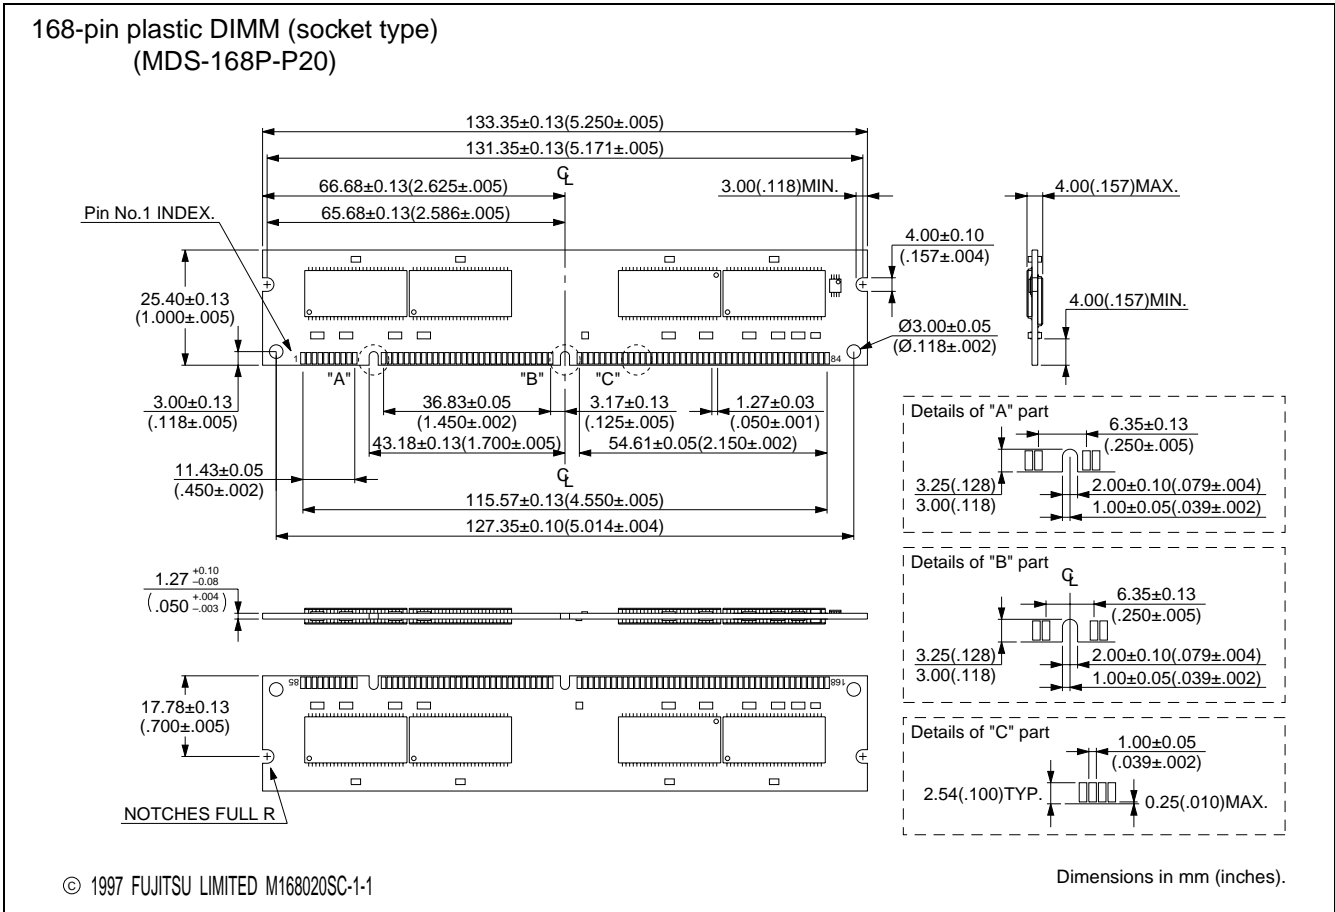 168-pin plastic DIMM (socket type)
(MDS-168P-P20)
133.35±0.13(5.250±.005)
131.35±0.13(5.171±.005)
℄
66.68±0.13(2.625±.005)
3.00(.118)MIN.
4.00(.157)MAX.
Pin No.1 INDEX.
65.68±0.13(2.586±.005)
4.00±0.10
(.157±.004)
25.40±0.13
(1.000±.005)
4.00(.157)MIN.
Ø3.00±0.05
(Ø.118±.002)
1
84
"A"
"B"
"C"
3.00±0.13
(.118±.005)
36.83±0.05
(1.450±.002)
3.17±0.13
(.125±.005)
1.27±0.03
(.050±.001)
43.18±0.13(1.700±.005)
54.61±0.05(2.150±.002)
11.43±0.05
(.450±.002)
℄
115.57±0.13(4.550±.005)
127.35±0.10(5.014±.004)
Details of "A" part
6.35±0.13
(.250±.005)
3.25(.128)
3.00(.118)
2.00±0.10(.079±.004)
1.00±0.05(.039±.002)
1.27 +0.10 –0.08
(.050 +.004 –.003
Details of "B" part
℄
6.35±0.13
(.250±.005)
3.25(.128)
3.00(.118)
2.00±0.10(.079±.004)
1.00±0.05(.039±.002)
85
168
17.78±0.13
(.700±.005)
NOTCHES FULL R
Details of "C" part
1.00±0.05
(.039±.002)
2.54(.100)TYP.
0.25(.010)MAX.
© 1997 FUJITSU LIMITED M168020SC-1-1
Dimensions in mm (inches).